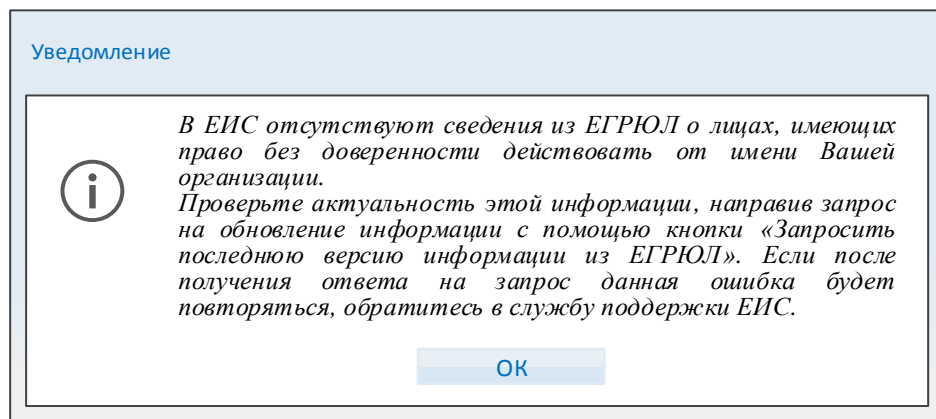 Уведомление
В ЕИС отсутствуют сведения из ЕГРЮЛ о лицах, имеющих
право без доверенности действовать от имени Вашей
организации.
Проверьте актуальность этой информации, направив запрос
на обновление информации с помощью кнопки «Запросить
последнюю версию информации из ЕГРЮЛ». Если после
получения ответа на запрос данная ошибка будет
повторяться, обратитесь в службу поддержки ЕИС.
ОК